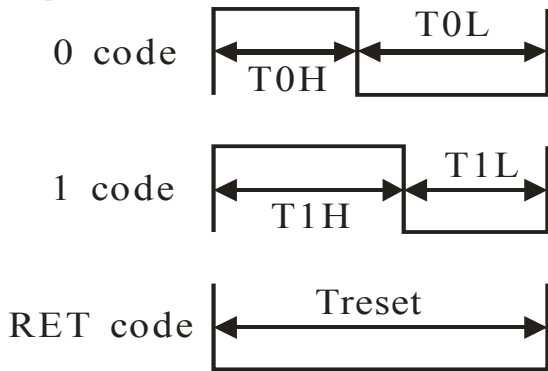 0 code
T0H
T0L
1 code
T1H
T1L
RET code
Treset